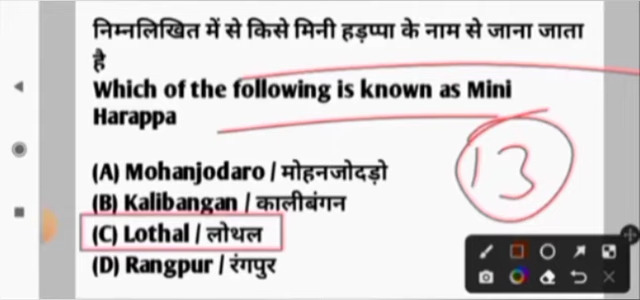 निम्नलिखित में से किसे मिनी हड़प्पा के नाम से जाना जाता
है
Which of the following is known as Mini
Harappa
13
(A) Mohanjodaro / मोहनजोदड़ो
(B) Kalibangan / कालीबंगन
(C) Lothal / लोथल
(D) Rangpur / रंगपुर